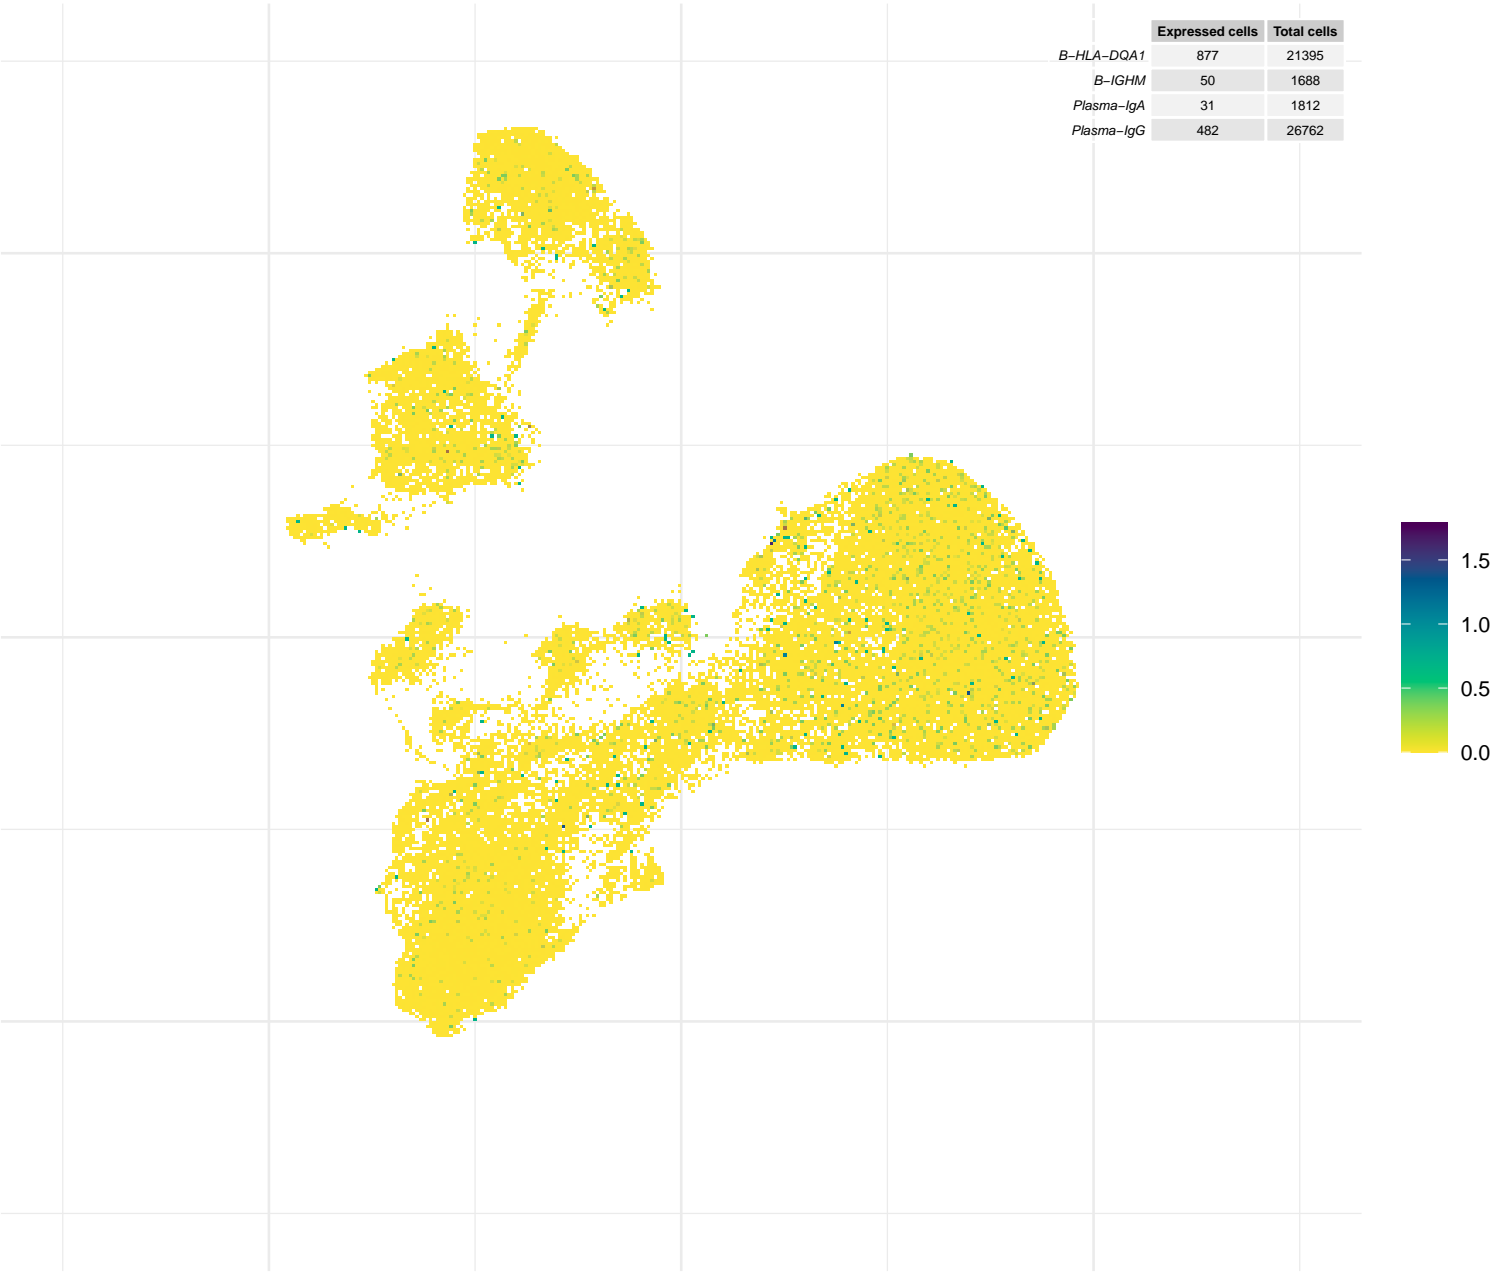 Expressed cells Total cells
B−HLA−DQA1 877 21395
B−IGHM 50 1688
Plasma−IgA 31 1812
Plasma−IgG 482 26762
1.5
1.0
0.5
0.0